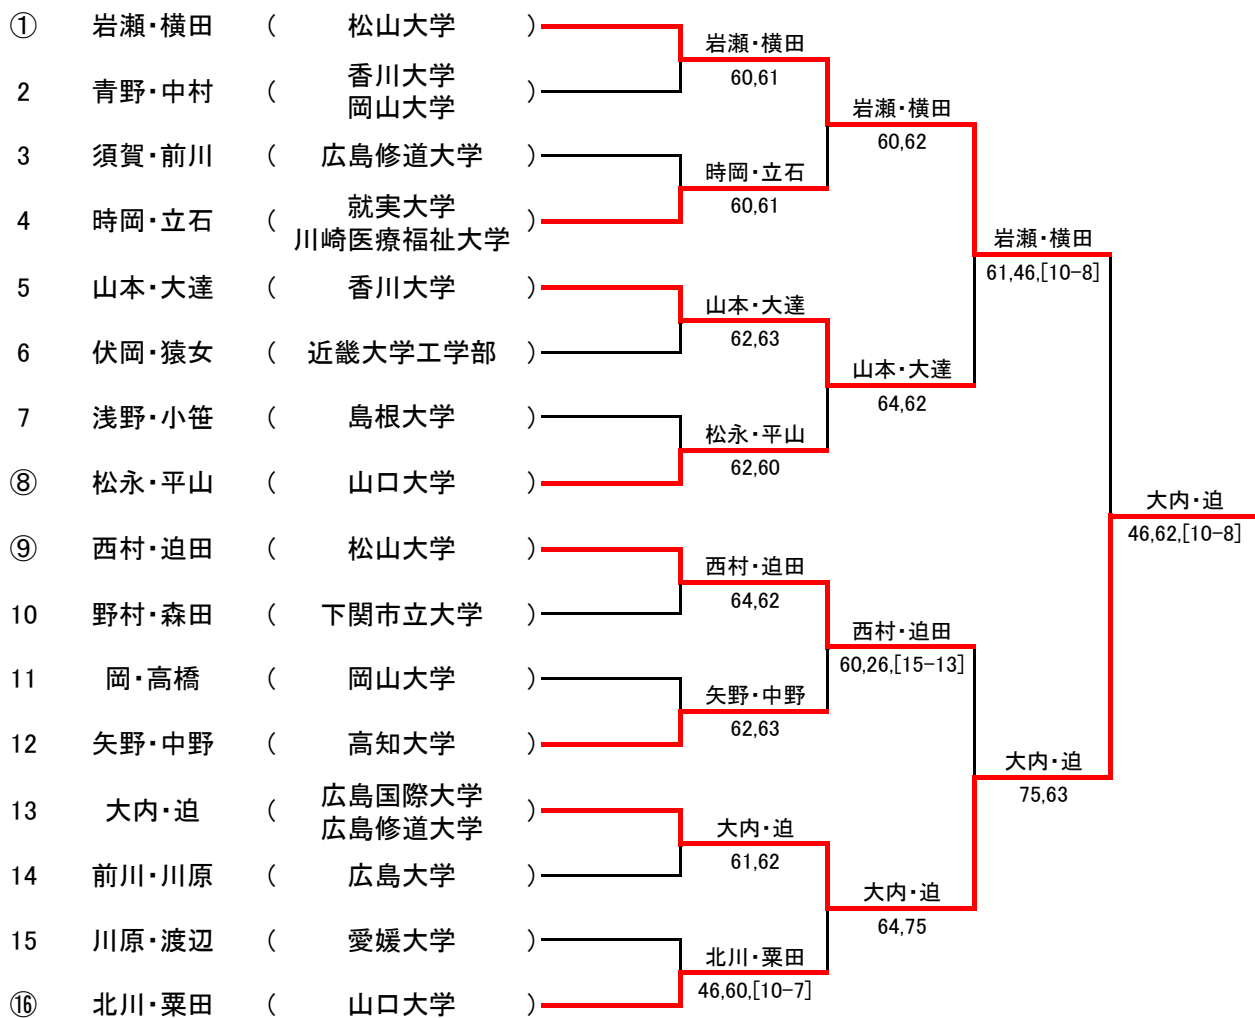 ① 岩瀬・横田 ( 松山大学 )
2 青野・中村 ( 香川大学
岡山大学 )
3 須賀・前川 ( 広島修道大学 )
4 時岡・立石 ( 就実大学
川崎医療福祉大学 )
5 山本・大達 ( 香川大学 )
6 伏岡・猿女 ( 近畿大学工学部 )
7 浅野・小笹 ( 島根大学 )
⑧ 松永・平山 ( 山口大学 )
⑨ 西村・迫田 ( 松山大学 )
10 野村・森田 ( 下関市立大学 )
11 岡・高橋 ( 岡山大学 )
12 矢野・中野 ( 高知大学 )
13 大内・迫 ( 広島国際大学
広島修道大学 )
14 前川・川原 ( 広島大学 )
15 川原・渡辺 ( 愛媛大学 )
⑯ 北川・粟田 ( 山口大学 )
岩瀬・横田
60,61
時岡・立石
60,61
山本・大達
62,63
松永・平山
62,60
西村・迫田
64,62
矢野・中野
62,63
大内・迫
61,62
北川・粟田
46,60,[10-7]
岩瀬・横田
60,62
山本・大達
64,62
西村・迫田
60,26,[15-13]
大内・迫
64,75
岩瀬・横田
61,46,[10-8]
大内・迫
75,63
大内・迫
46,62,[10-8]